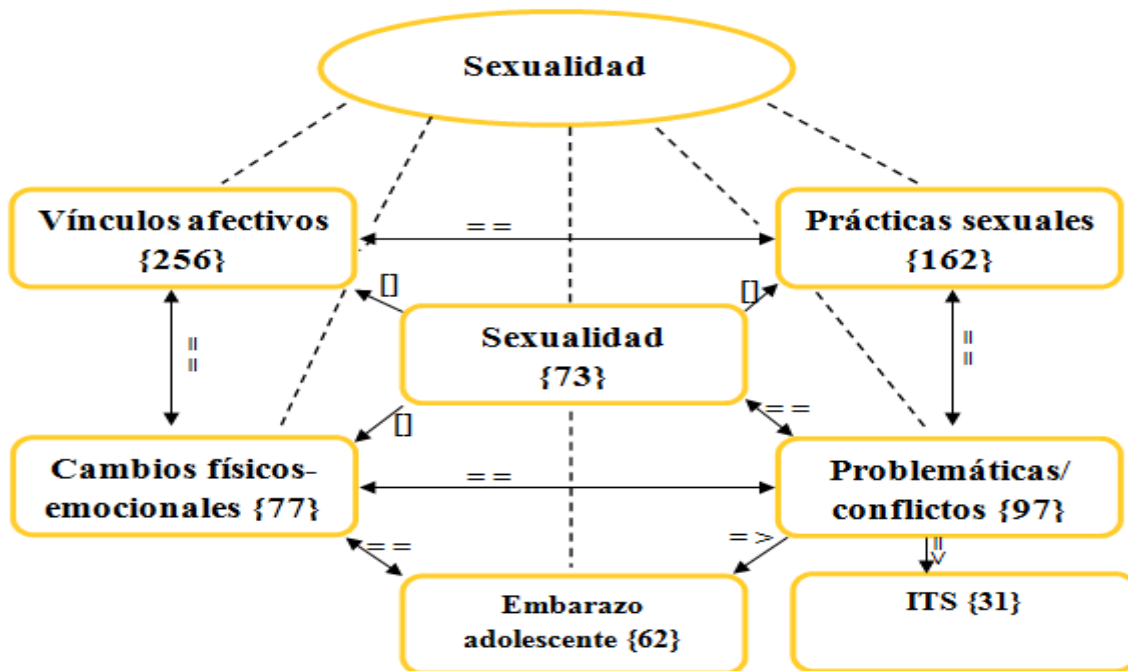 Sexualidad
Vínculos afectivos
{256}
= =
Prácticas sexuales
{162}
[]
[]
Sexualidad
{73}
= =
= =
= =
[]
Cambios físicos-
emocionales {77}
= =
Problemáticas/
conflictos {97}
= =
= >
= >
Embarazo
adolescente {62}
ITS {31}